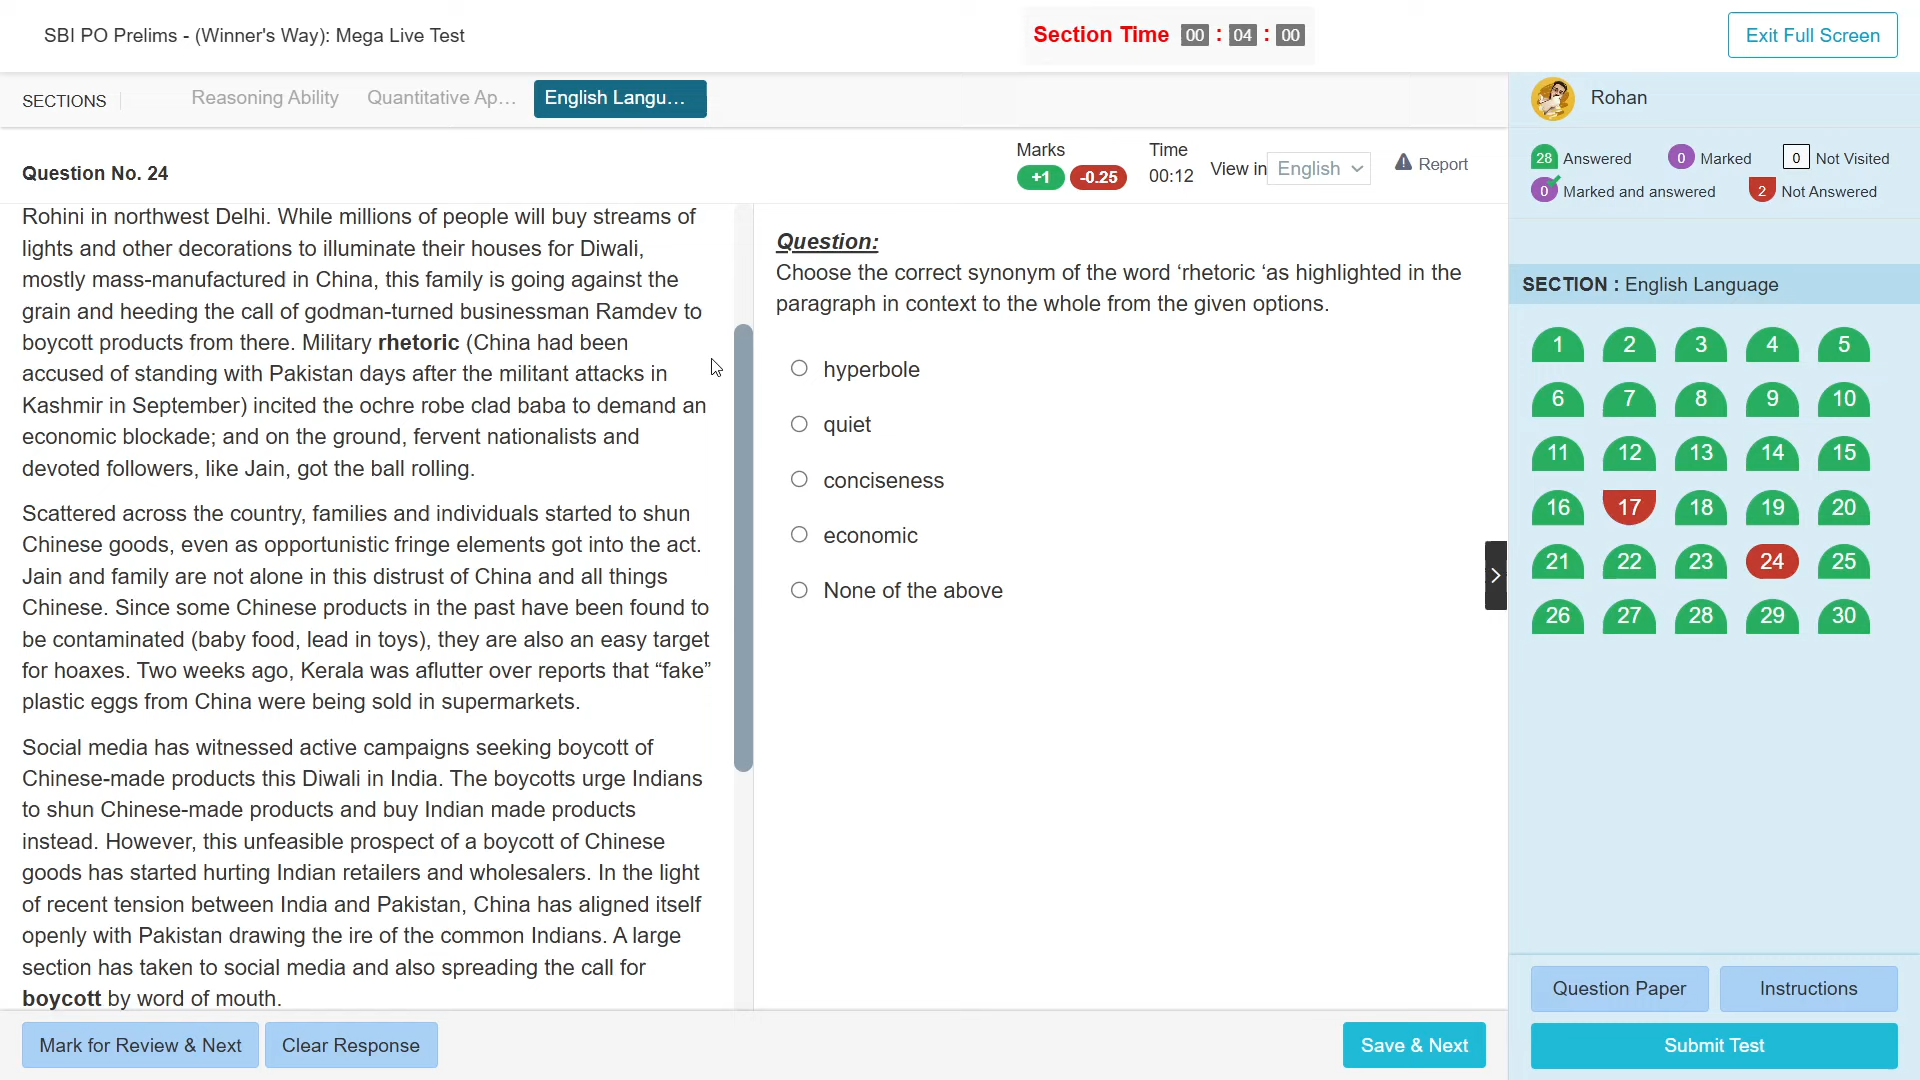 SBI PO Prelims - (Winner's Way): Mega Live Test
Section Time 00 : 04 : 00
Exit Full Screen
SECTIONS
Reasoning Ability
Quantitative Ap...
English Langu...
Rohan
Question No. 24
Marks
+1 -0.25
Time
00:12
View in English
Report
28 Answered
0 Marked
0 Not Visited
0 Marked and answered
2 Not Answered
Rohini in northwest Delhi. While millions of people will buy streams of
lights and other decorations to illuminate their houses for Diwali,
mostly mass-manufactured in China, this family is going against the
grain and heeding the call of godman-turned businessman Ramdev to
boycott products from there. Military rhetoric (China had been
accused of standing with Pakistan days after the militant attacks in
Kashmir in September) incited the ochre robe clad baba to demand an
economic blockade; and on the ground, fervent nationalists and
devoted followers, like Jain, got the ball rolling.
Scattered across the country, families and individuals started to shun
Chinese goods, even as opportunistic fringe elements got into the act.
Jain and family are not alone in this distrust of China and all things
Chinese. Since some Chinese products in the past have been found to
be contaminated (baby food, lead in toys), they are also an easy target
for hoaxes. Two weeks ago, Kerala was aflutter over reports that “fake”
plastic eggs from China were being sold in supermarkets.
Social media has witnessed active campaigns seeking boycott of
Chinese-made products this Diwali in India. The boycotts urge Indians
to shun Chinese-made products and buy Indian made products
instead. However, this unfeasible prospect of a boycott of Chinese
goods has started hurting Indian retailers and wholesalers. In the light
of recent tension between India and Pakistan, China has aligned itself
openly with Pakistan drawing the ire of the common Indians. A large
section has taken to social media and also spreading the call for
boycott by word of mouth.
Question:
Choose the correct synonym of the word ‘rhetoric ‘as highlighted in the
paragraph in context to the whole from the given options.
hyperbole
quiet
conciseness
economic
None of the above
SECTION : English Language
1 2 3 4 5
6 7 8 9 10
11 12 13 14 15
16 17 18 19 20
21 22 23 24 25
26 27 28 29 30
Question Paper
Instructions
Mark for Review & Next
Clear Response
Save & Next
Submit Test